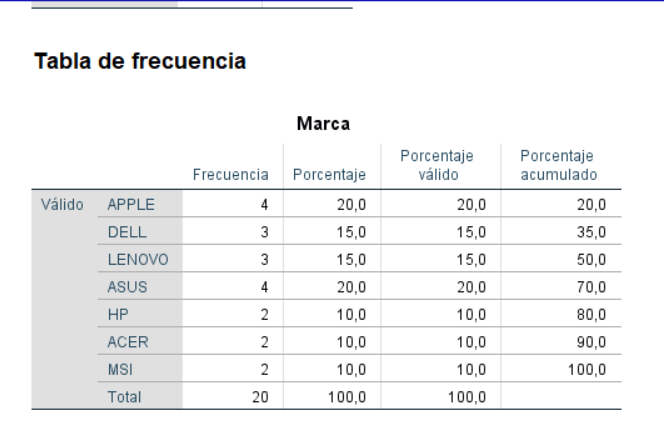 Tabla de frecuencia
Marca
Frecuencia Porcentaje Porcentaje válido Porcentaje acumulado
Válido APPLE 4 20,0 20,0 20,0
DELL 3 15,0 15,0 35,0
LENOVO 3 15,0 15,0 50,0
ASUS 4 20,0 20,0 70,0
HP 2 10,0 10,0 80,0
ACER 2 10,0 10,0 90,0
MSI 2 10,0 10,0 100,0
Total 20 100,0 100,0